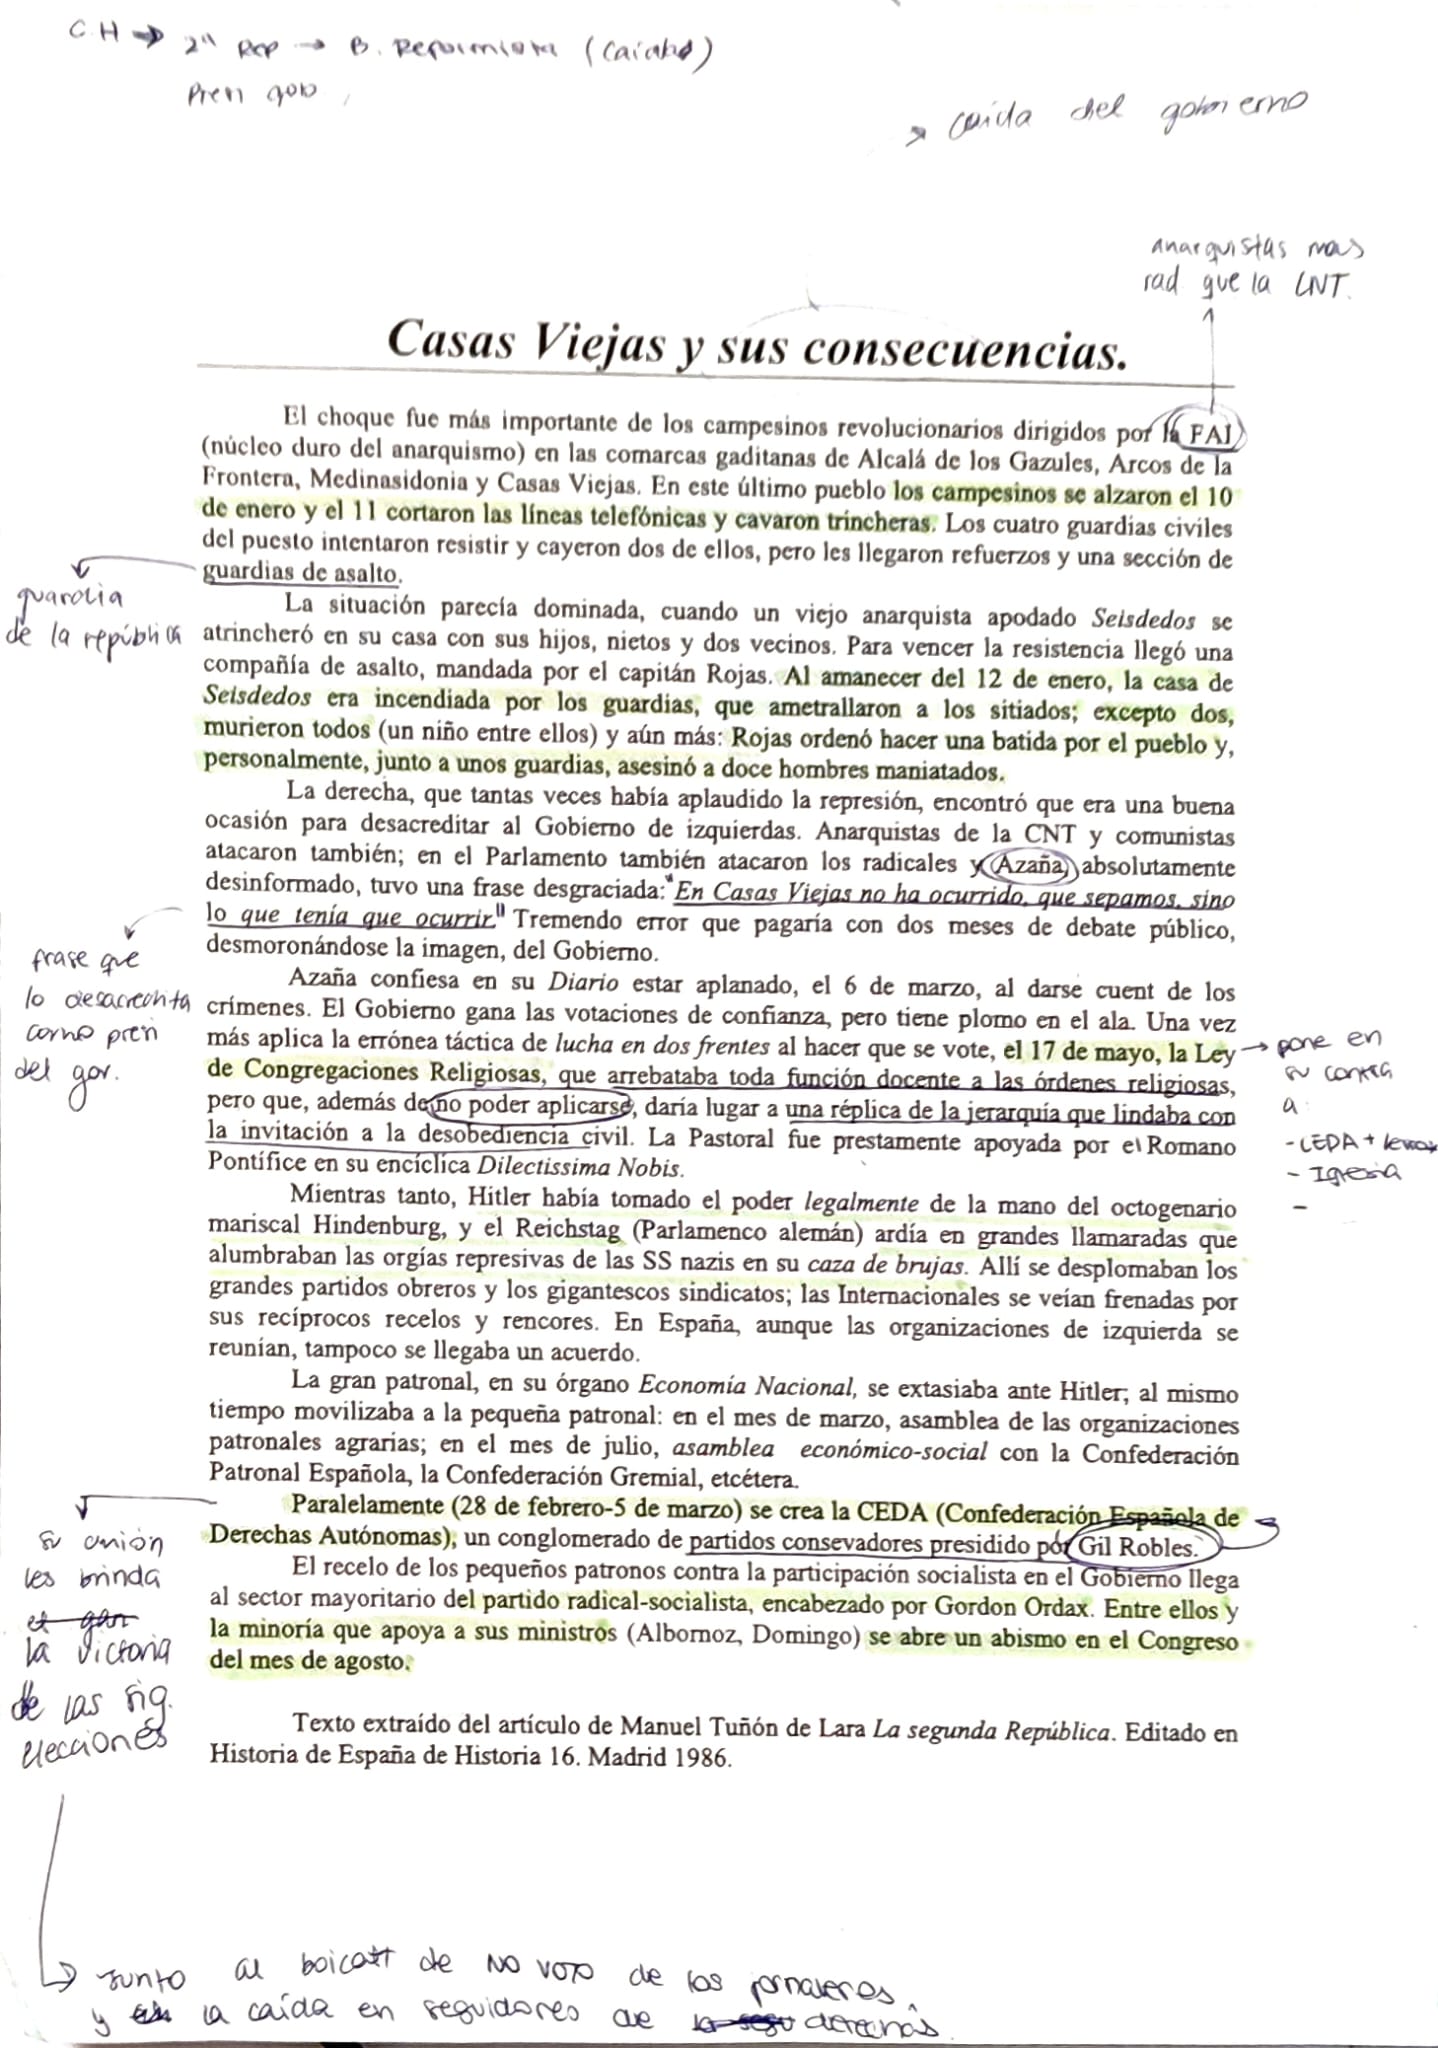 C.H → 2ª Rep → B. Reformista (Caída)
Pren gob
→ caída del gobierno
anarquistas mas
rad que la CNT.
Casas Viejas y sus consecuencias.
El choque fue más importante de los campesinos revolucionarios dirigidos por la FAI
(núcleo duro del anarquismo) en las comarcas gaditanas de Alcalá de los Gazules, Arcos de la
Frontera, Medinasidonia y Casas Viejas. En este último pueblo los campesinos se alzaron el 10
de enero y el 11 cortaron las líneas telefónicas y cavaron trincheras. Los cuatro guardias civiles
del puesto intentaron resistir y cayeron dos de ellos, pero les llegaron refuerzos y una sección de
guardias de asalto.
guardia
de la república
La situación parecía dominada, cuando un viejo anarquista apodado Seisdedos se
atrincheró en su casa con sus hijos, nietos y dos vecinos. Para vencer la resistencia llegó una
compañía de asalto, mandada por el capitán Rojas. Al amanecer del 12 de enero, la casa de
Seisdedos era incendiada por los guardias, que ametrallaron a los sitiados; excepto dos,
murieron todos (un niño entre ellos) y aún más: Rojas ordenó hacer una batida por el pueblo y,
personalmente, junto a unos guardias, asesinó a doce hombres maniatados.
La derecha, que tantas veces había aplaudido la represión, encontró que era una buena
ocasión para desacreditar al Gobierno de izquierdas. Anarquistas de la CNT y comunistas
atacaron también; en el Parlamento también atacaron los radicales y Azaña, absolutamente
desinformado, tuvo una frase desgraciada: "En Casas Viejas no ha ocurrido, que sepamos, sino
lo que tenía que ocurrir" Tremendo error que pagaría con dos meses de debate público,
desmoronándose la imagen, del Gobierno.
frase que
lo desacredita
como pren
del gov.
Azaña confiesa en su Diario estar aplanado, el 6 de marzo, al darse cuent de los
crímenes. El Gobierno gana las votaciones de confianza, pero tiene plomo en el ala. Una vez
más aplica la errónea táctica de lucha en dos frentes al hacer que se vote, el 17 de mayo, la Ley
de Congregaciones Religiosas, que arrebataba toda función docente a las órdenes religiosas,
pero que, además de no poder aplicarse, daría lugar a una réplica de la jerarquía que lindaba con
la invitación a la desobediencia civil. La Pastoral fue prestamente apoyada por el Romano
Pontífice en su encíclica Dilectissima Nobis.
→ pone en
su contra
a:
- CEDA +
- Iglesia
-
Mientras tanto, Hitler había tomado el poder legalmente de la mano del octogenario
mariscal Hindenburg, y el Reichstag (Parlamenco alemán) ardía en grandes llamaradas que
alumbraban las orgías represivas de las SS nazis en su caza de brujas. Allí se desplomaban los
grandes partidos obreros y los gigantescos sindicatos; las Internacionales se veían frenadas por
sus recíprocos recelos y rencores. En España, aunque las organizaciones de izquierda se
reunían, tampoco se llegaba un acuerdo.
La gran patronal, en su órgano Economía Nacional, se extasiaba ante Hitler; al mismo
tiempo movilizaba a la pequeña patronal: en el mes de marzo, asamblea de las organizaciones
patronales agrarias; en el mes de julio, asamblea económico-social con la Confederación
Patronal Española, la Confederación Gremial, etcétera.
Paralelamente (28 de febrero-5 de marzo) se crea la CEDA (Confederación Española de
Derechas Autónomas), un conglomerado de partidos consevadores presidido por Gil Robles.
El recelo de los pequeños patronos contra la participación socialista en el Gobierno llega
al sector mayoritario del partido radical-socialista, encabezado por Gordon Ordax. Entre ellos y
la minoría que apoya a sus ministros (Albornoz, Domingo) se abre un abismo en el Congreso
del mes de agosto.
su unión
les brinda
la victoria
de las sig.
elecciones
Texto extraído del artículo de Manuel Tuñón de Lara La segunda República. Editado en
Historia de España de Historia 16. Madrid 1986.
→ Junto al boicott de NO VOTO de los jornaleros,
y la caída en seguidores de derechas.